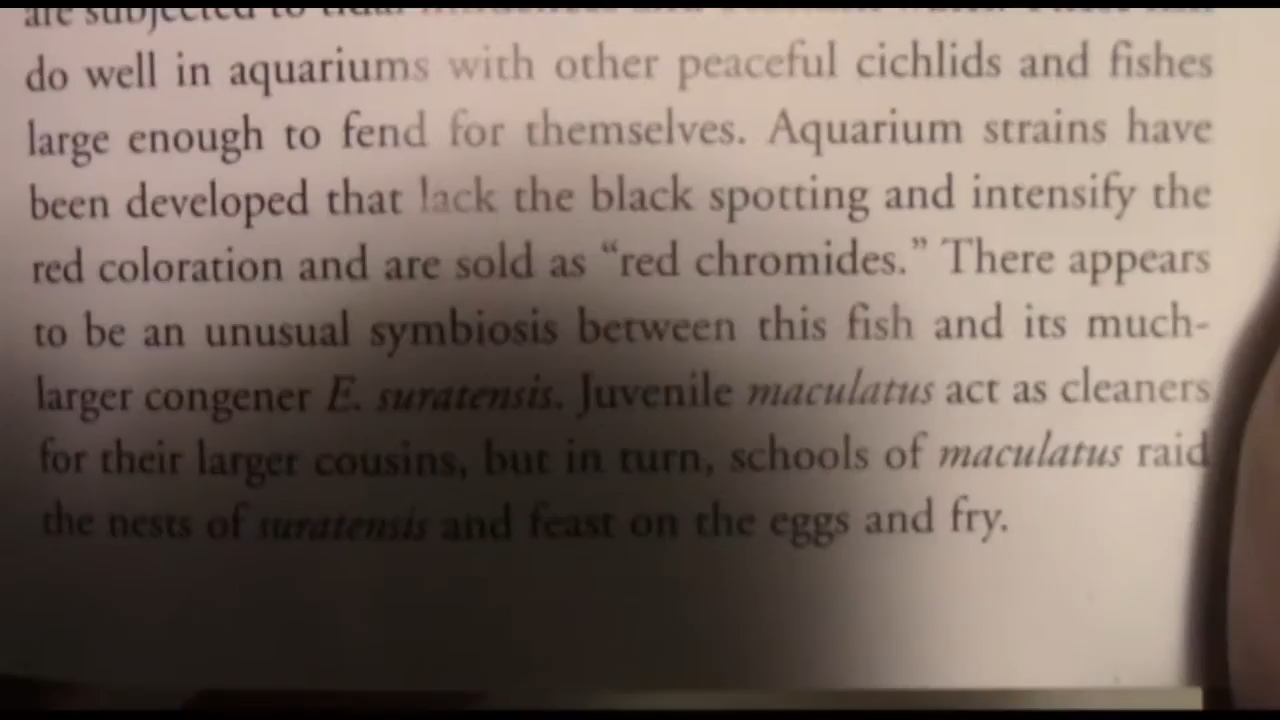 are subjected to tidal
do well in aquariums with other peaceful cichlids and fishes
large enough to fend for themselves. Aquarium strains have
been developed that lack the black spotting and intensify the
red coloration and are sold as “red chromides.” There appears
to be an unusual symbiosis between this fish and its much-
larger congener E. suratensis. Juvenile maculatus act as cleaners
for their larger cousins, but in turn, schools of maculatus raid
the nests of suratensis and feast on the eggs and fry.